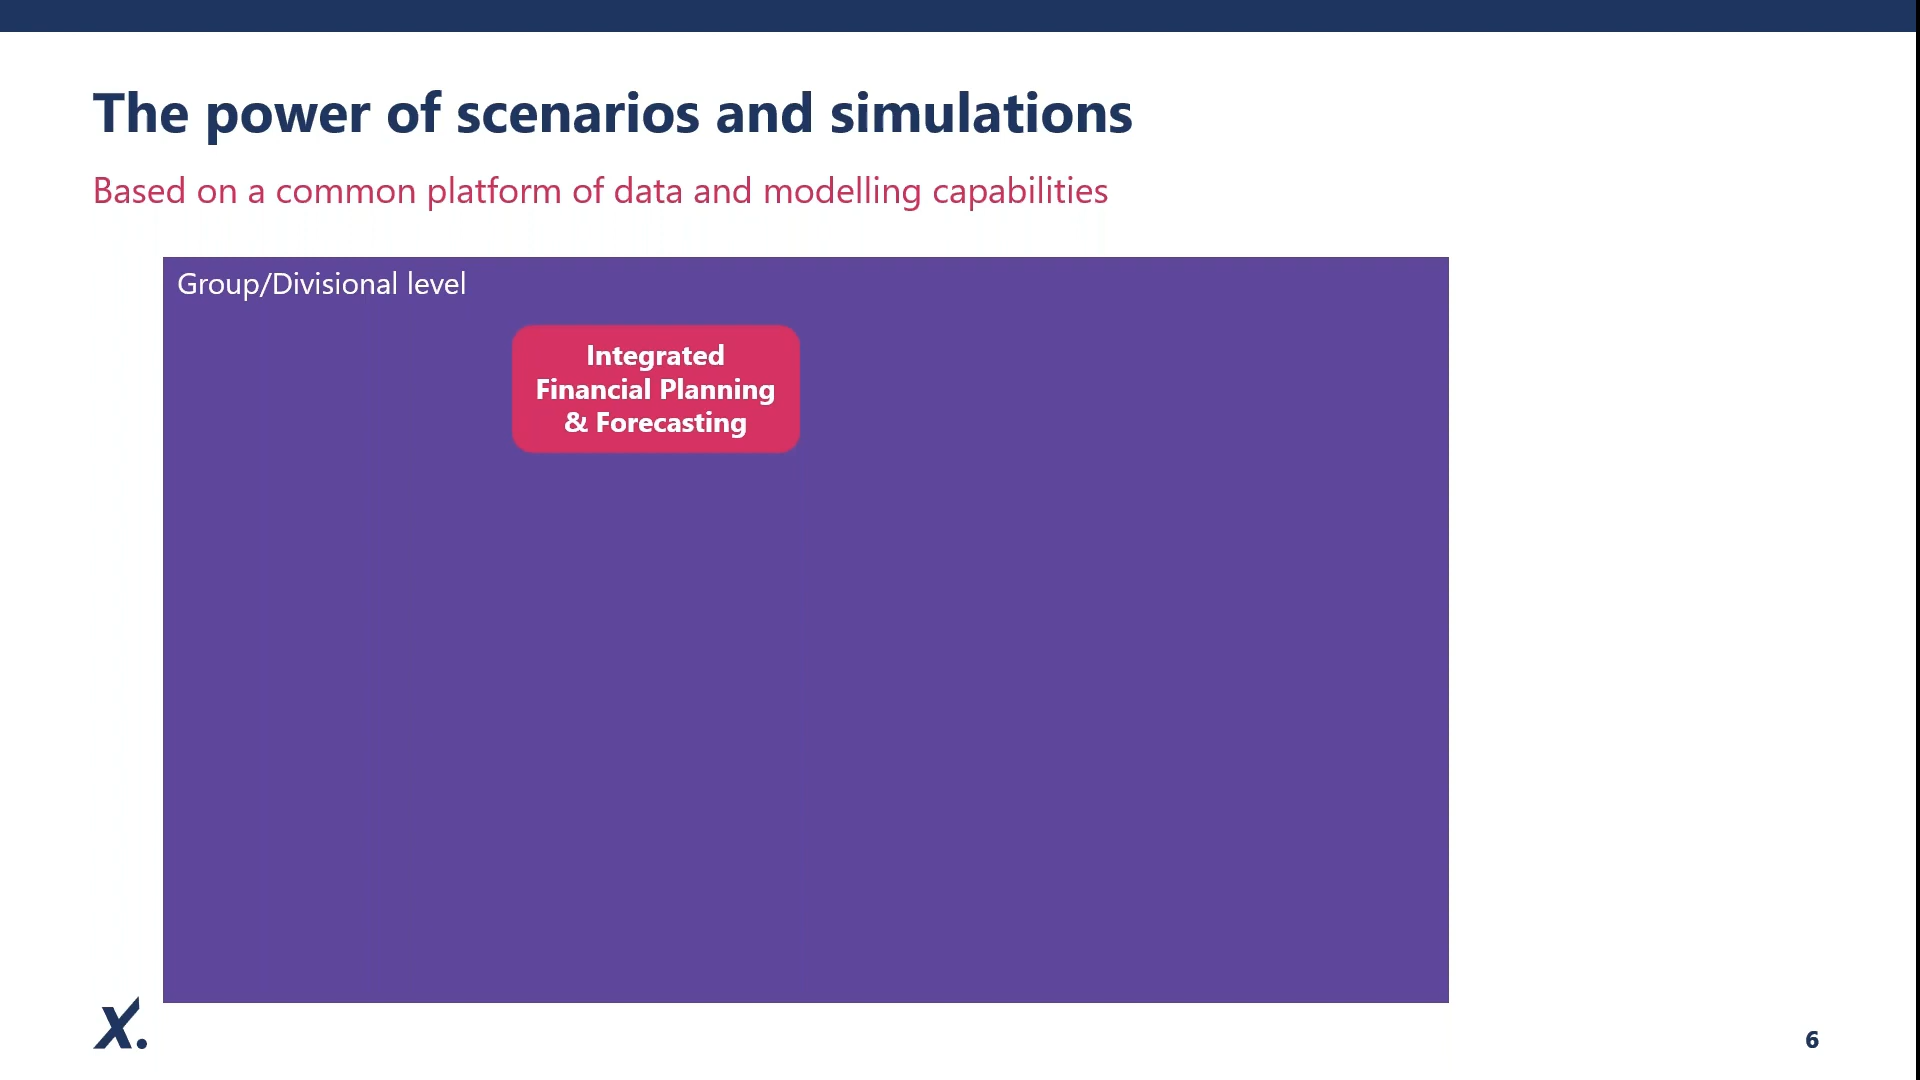 The power of scenarios and simulations
Based on a common platform of data and modelling capabilities
Group/Divisional level
Integrated
Financial Planning
& Forecasting
x.
6